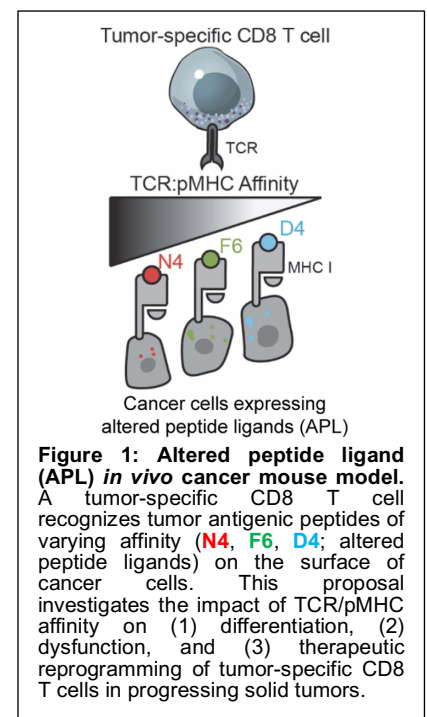 Tumor-specific CD8 T cell
TCR
TCR:pMHC Affinity
D4
F6
N4
MHC I
Cancer cells expressing
altered peptide ligands (APL)
Figure 1: Altered peptide ligand
(APL) in vivo cancer mouse model.
A tumor-specific CD8 T cell
recognizes tumor antigenic peptides of
varying affinity (N4, F6, D4; altered
peptide ligands) on the surface of
cancer cells. This proposal
investigates the impact of TCR/pMHC
affinity on (1) differentiation, (2)
dysfunction, and (3) therapeutic
reprogramming of tumor-specific CD8
T cells in progressing solid tumors.